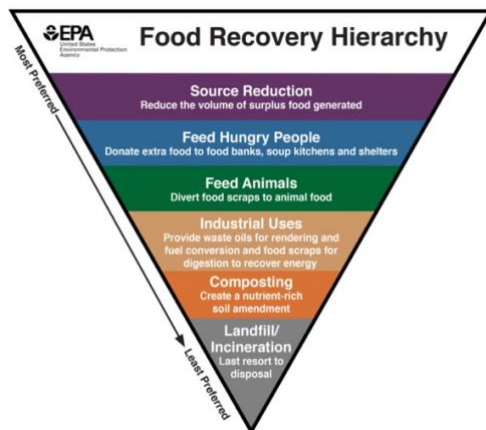 EPA
United States
Environmental Protection
Agency
Food Recovery Hierarchy
Most Preferred
Source Reduction
Reduce the volume of surplus food generated
Feed Hungry People
Donate extra food to food banks, soup kitchens and shelters
Feed Animals
Divert food scraps to animal food
Industrial Uses
Provide waste oils for rendering and
fuel conversion and food scraps for
digestion to recover energy
Composting
Create a nutrient-rich
soil amendment
Landfill/
Incineration
Last resort to
disposal
Least Preferred